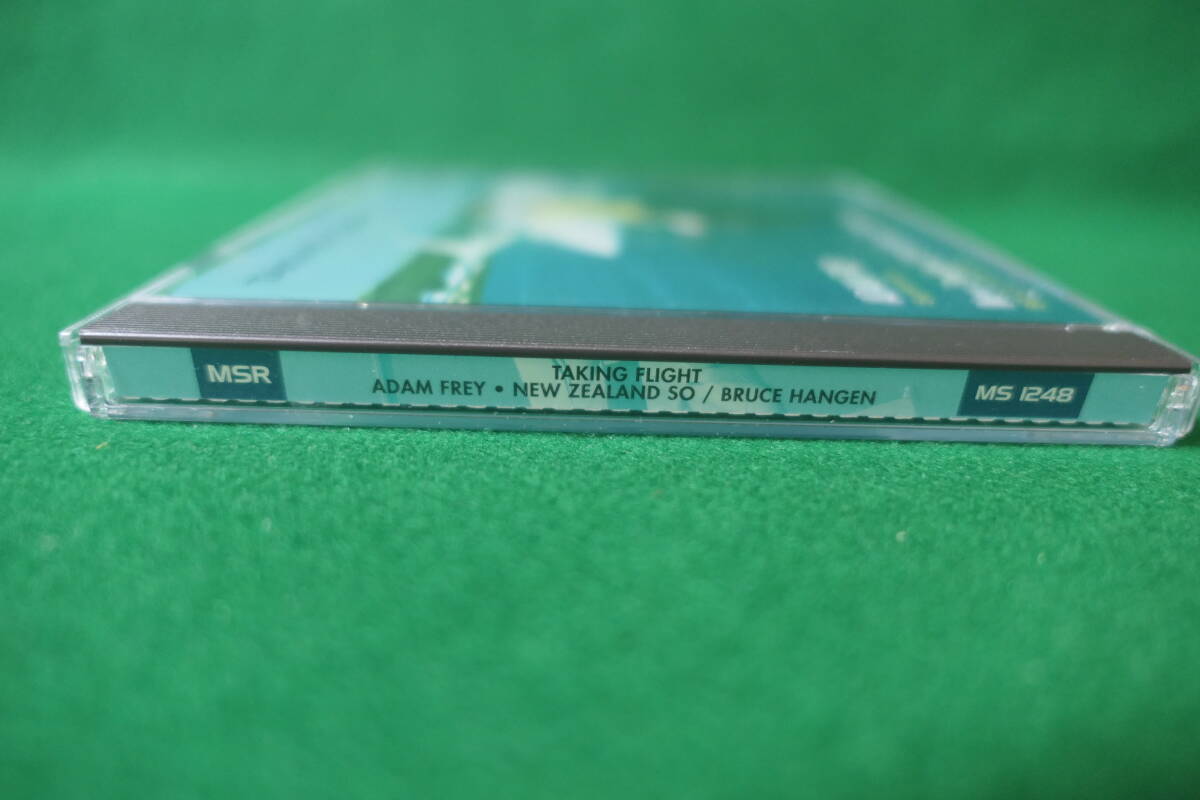 MSR
TAKING FLIGHT
ADAM FREY • NEW ZEALAND SO / BRUCE HANGEN
MS 1248